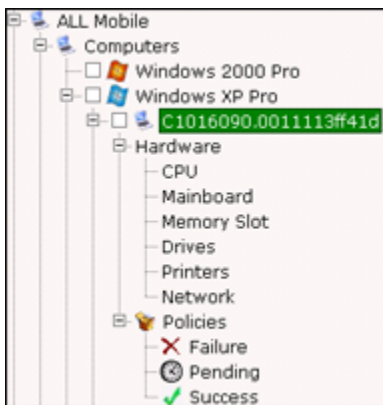 ALL Mobile
Computers
Windows 2000 Pro
Windows XP Pro
C1016090.0011113ff41d
Hardware
CPU
Mainboard
Memory Slot
Drives
Printers
Network
Policies
Failure
Pending
Success